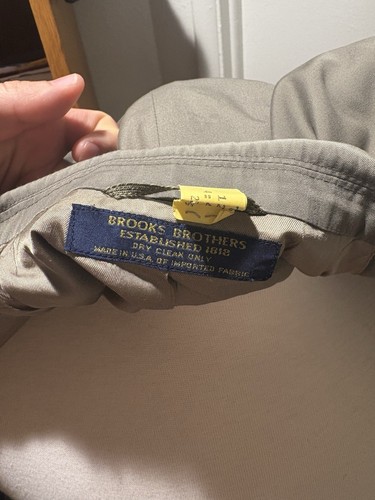 BROOKS BROTHERS
ESTABLISHED 1818
DRY CLEAN ONLY
MADE IN U.S.A. OF IMPORTED FABRIC